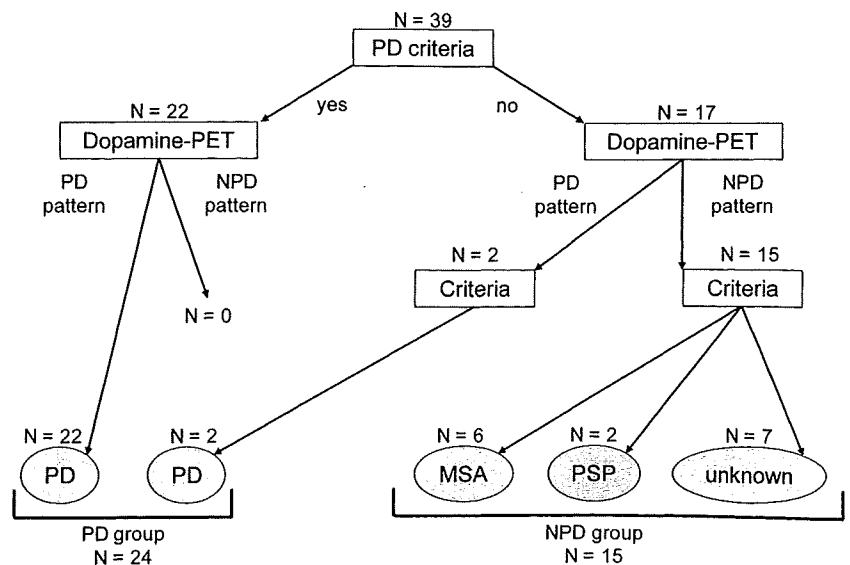 N = 39
PD criteria
yes
no
N = 22
Dopamine-PET
N = 17
Dopamine-PET
PD
pattern
NPD
pattern
PD
pattern
NPD
pattern
N = 2
Criteria
N = 15
Criteria
N = 0
N = 22
PD
N = 2
PD
N = 6
MSA
N = 2
PSP
N = 7
unknown
PD group
N = 24
NPD group
N = 15